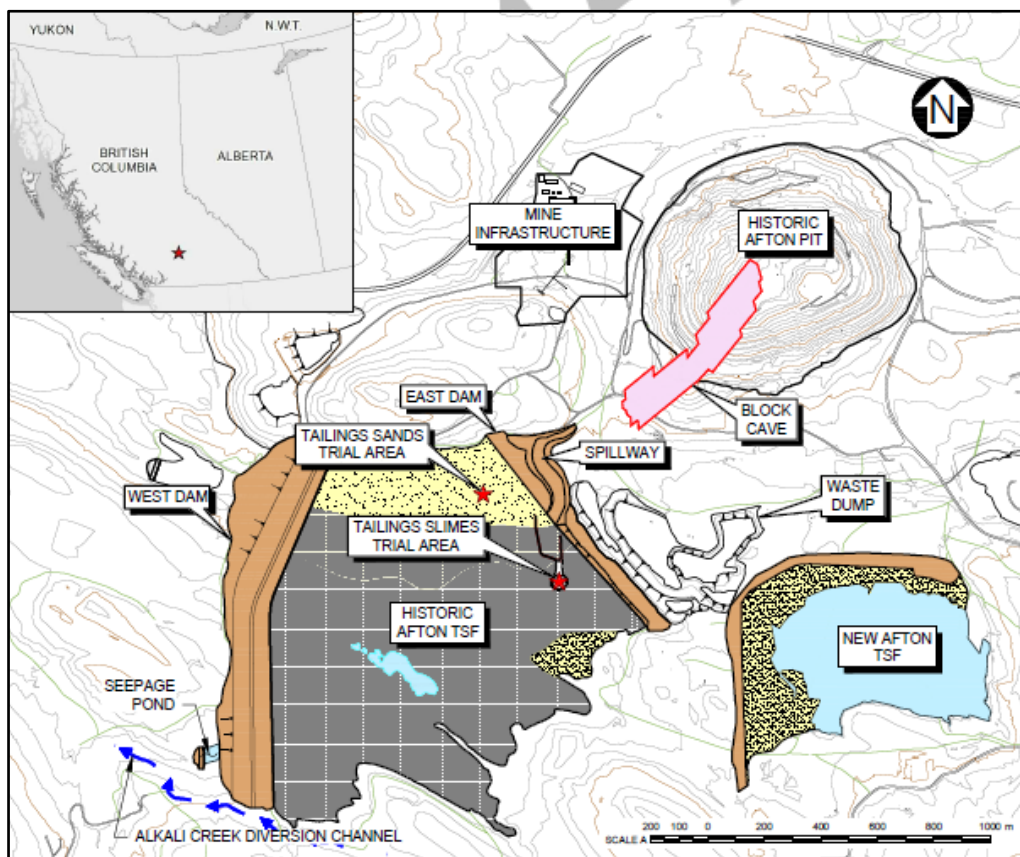 YUKON
N.W.T.
BRITISH
COLUMBIA
ALBERTA
N
MINE
INFRASTRUCTURE
HISTORIC
AFTON PIT
EAST DAM
BLOCK
CAVE
TAILINGS SANDS
TRIAL AREA
SPILLWAY
WEST DAM
WASTE
DUMP
TAILINGS SLIMES
TRIAL AREA
HISTORIC
AFTON TSF
NEW AFTON
TSF
SEEPAGE
POND
ALKALI CREEK DIVERSION CHANNEL
SCALE A
200 100 0 200 400 600 800 1000 m